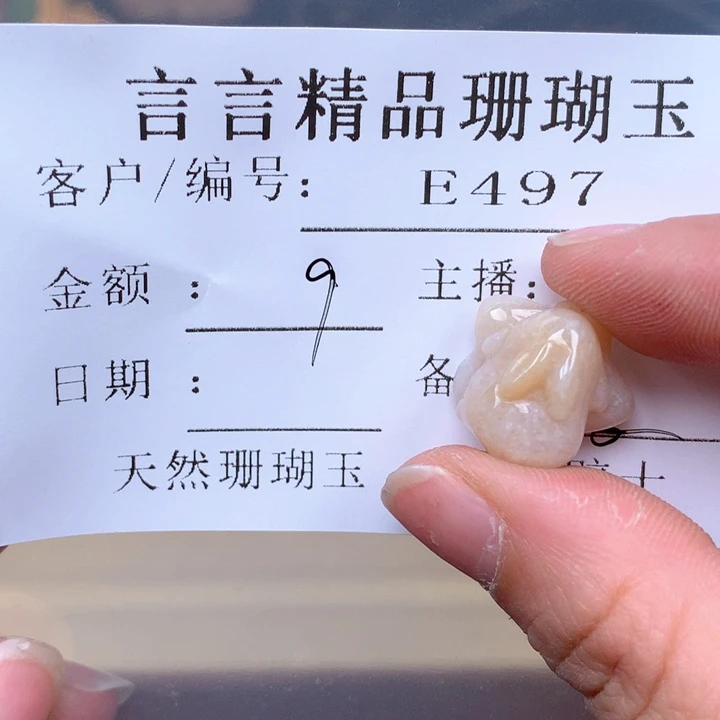 言言精品珊瑚玉
客户/编号: E497
金额: 9 主播:
日期: 备
天然珊瑚玉